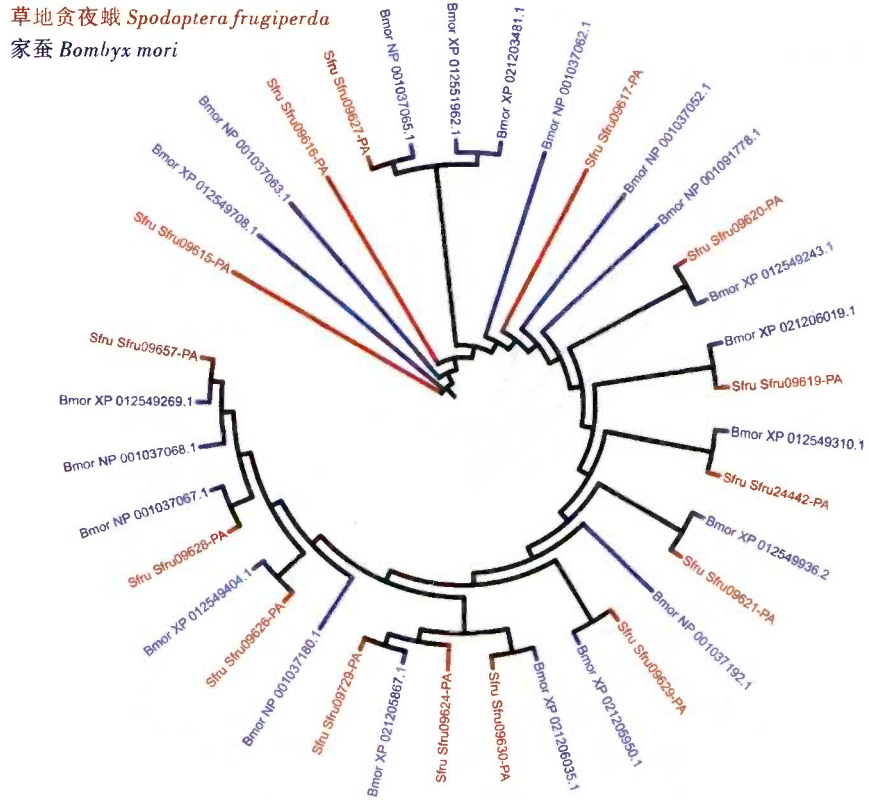 草地贪夜蛾 Spodoptera frugiperda
家蚕 Bombyx mori
Sfru Sfru09615-PA
Bmor XP 012549708.1
Bmor NP 001037063.1
Sfru Sfru09616-PA
Sfru Sfru09627-PA
Bmor NP 001037065.1
Bmor XP 012551962.1
Bmor XP 021203481.1
Bmor NP 001037062.1
Sfru Sfru09617-PA
Bmor NP 001037052.1
Bmor NP 001091778.1
Sfru Sfru09620-PA
Bmor XP 012549243.1
Bmor XP 021206019.1
Sfru Sfru09619-PA
Bmor XP 012549310.1
Sfru Sfru24442-PA
Bmor XP 012549936.2
Sfru Sfru09621-PA
Bmor NP 001037192.1
Sfru Sfru09629-PA
Bmor XP 021205950.1
Bmor XP 021206035.1
Sfru Sfru09630-PA
Sfru Sfru09624-PA
Bmor XP 021205867.1
Sfru Sfru09729-PA
Bmor NP 001037180.1
Sfru Sfru09626-PA
Bmor XP 012549404.1
Sfru Sfru09628-PA
Bmor NP 001037067.1
Bmor NP 001037068.1
Bmor XP 012549269.1
Sfru Sfru09657-PA